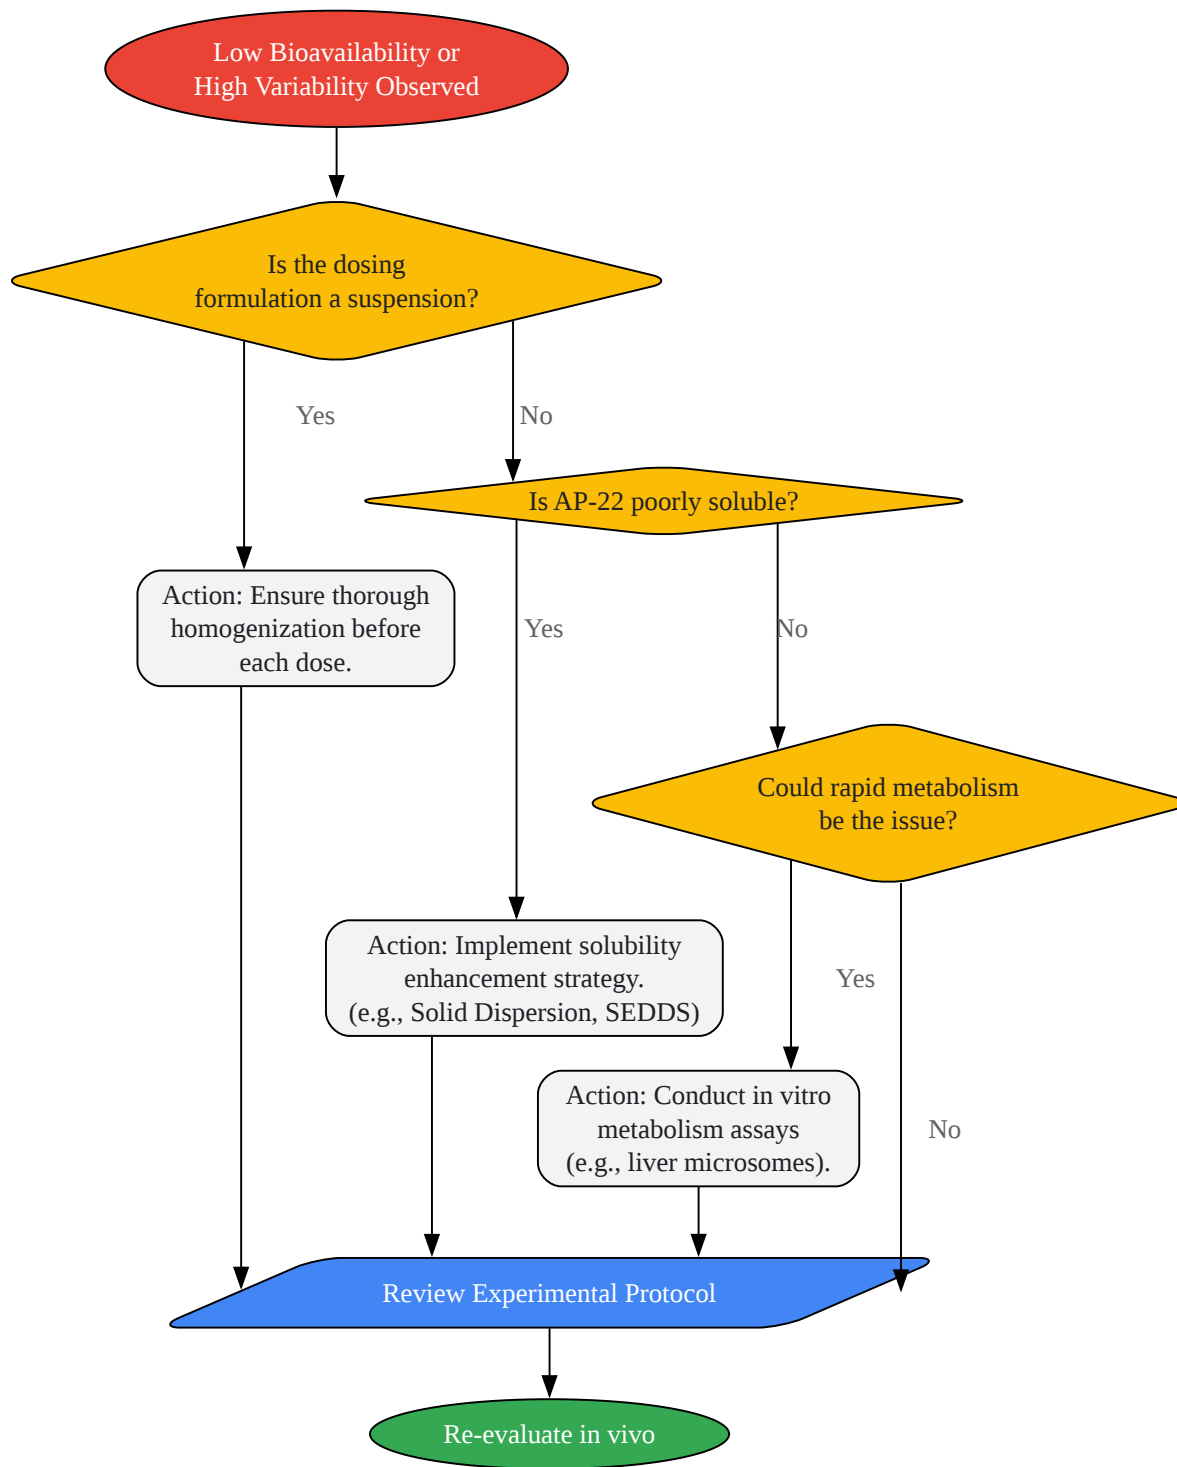 Low Bioavailability or
High Variability Observed
Is the dosing
formulation a suspension?
Yes
No
Is AP-22 poorly soluble?
Action: Ensure thorough
homogenization before
each dose.
Yes
No
Could rapid metabolism
be the issue?
Action: Implement solubility
enhancement strategy.
(e.g., Solid Dispersion, SEDDS)
Yes
Action: Conduct in vitro
metabolism assays
(e.g., liver microsomes).
No
Review Experimental Protocol
Re-evaluate in vivo